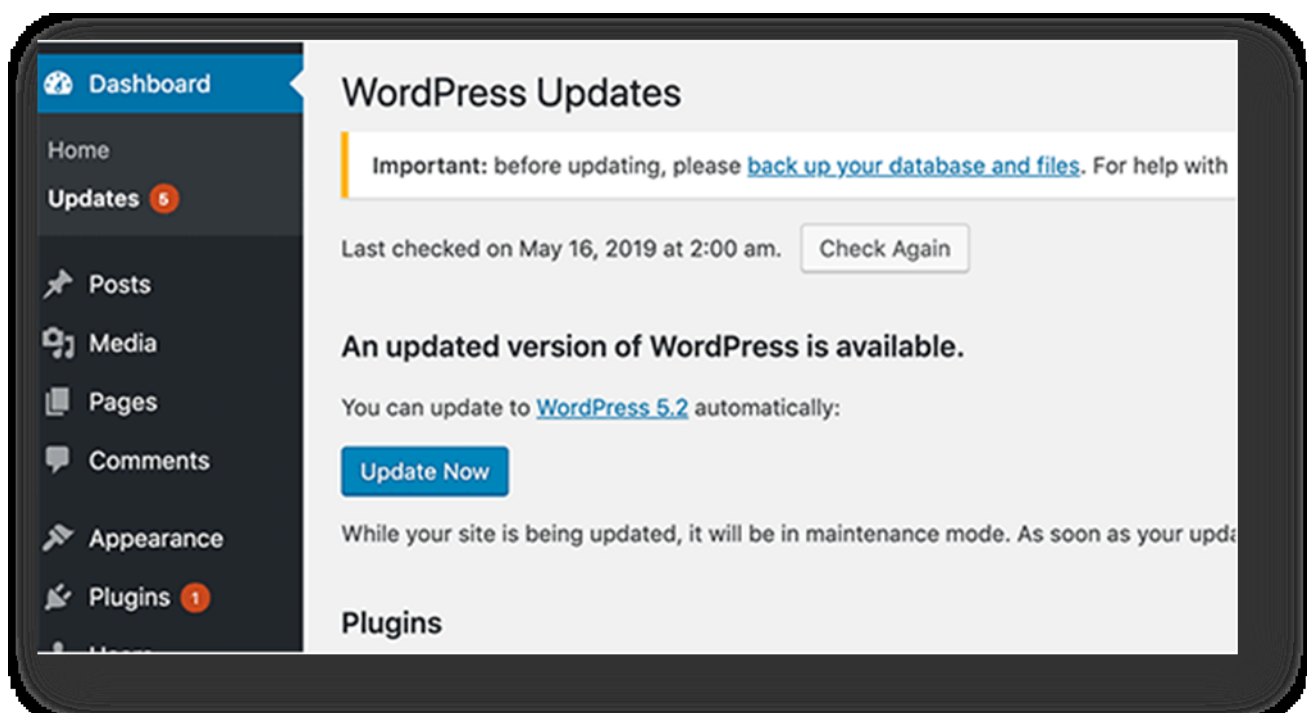 Dashboard
Home
Updates 5
Posts
Media
Pages
Comments
Appearance
Plugins 1
WordPress Updates
Important: before updating, please back up your database and files. For help with
Last checked on May 16, 2019 at 2:00 am. Check Again
An updated version of WordPress is available.
You can update to WordPress 5.2 automatically:
Update Now
While your site is being updated, it will be in maintenance mode. As soon as your
Plugins